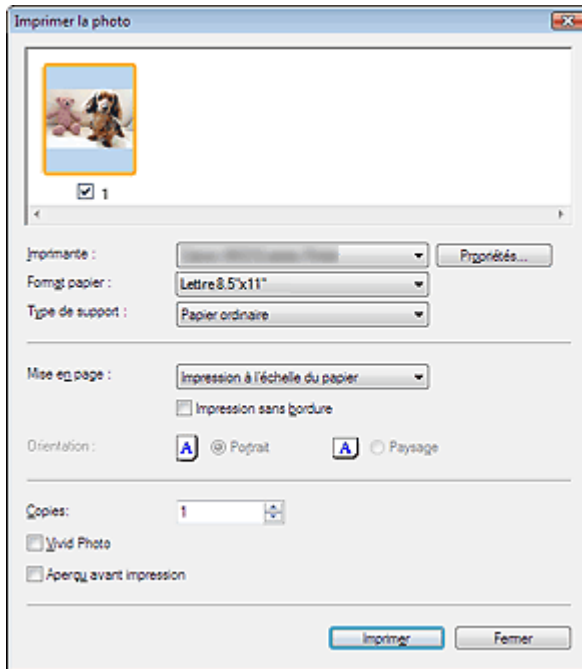 Imprimer la photo
1
Imprimante :
Propriétés...
Format papier :
Lettre 8.5"x11"
Type de support :
Papier ordinaire
Mise en page :
Impression à l'échelle du papier
Impression sans bordure
Orientation :
A Portrait
A Paysage
Copies:
1
Vivid Photo
Aperçu avant impression
Imprimer
Fermer